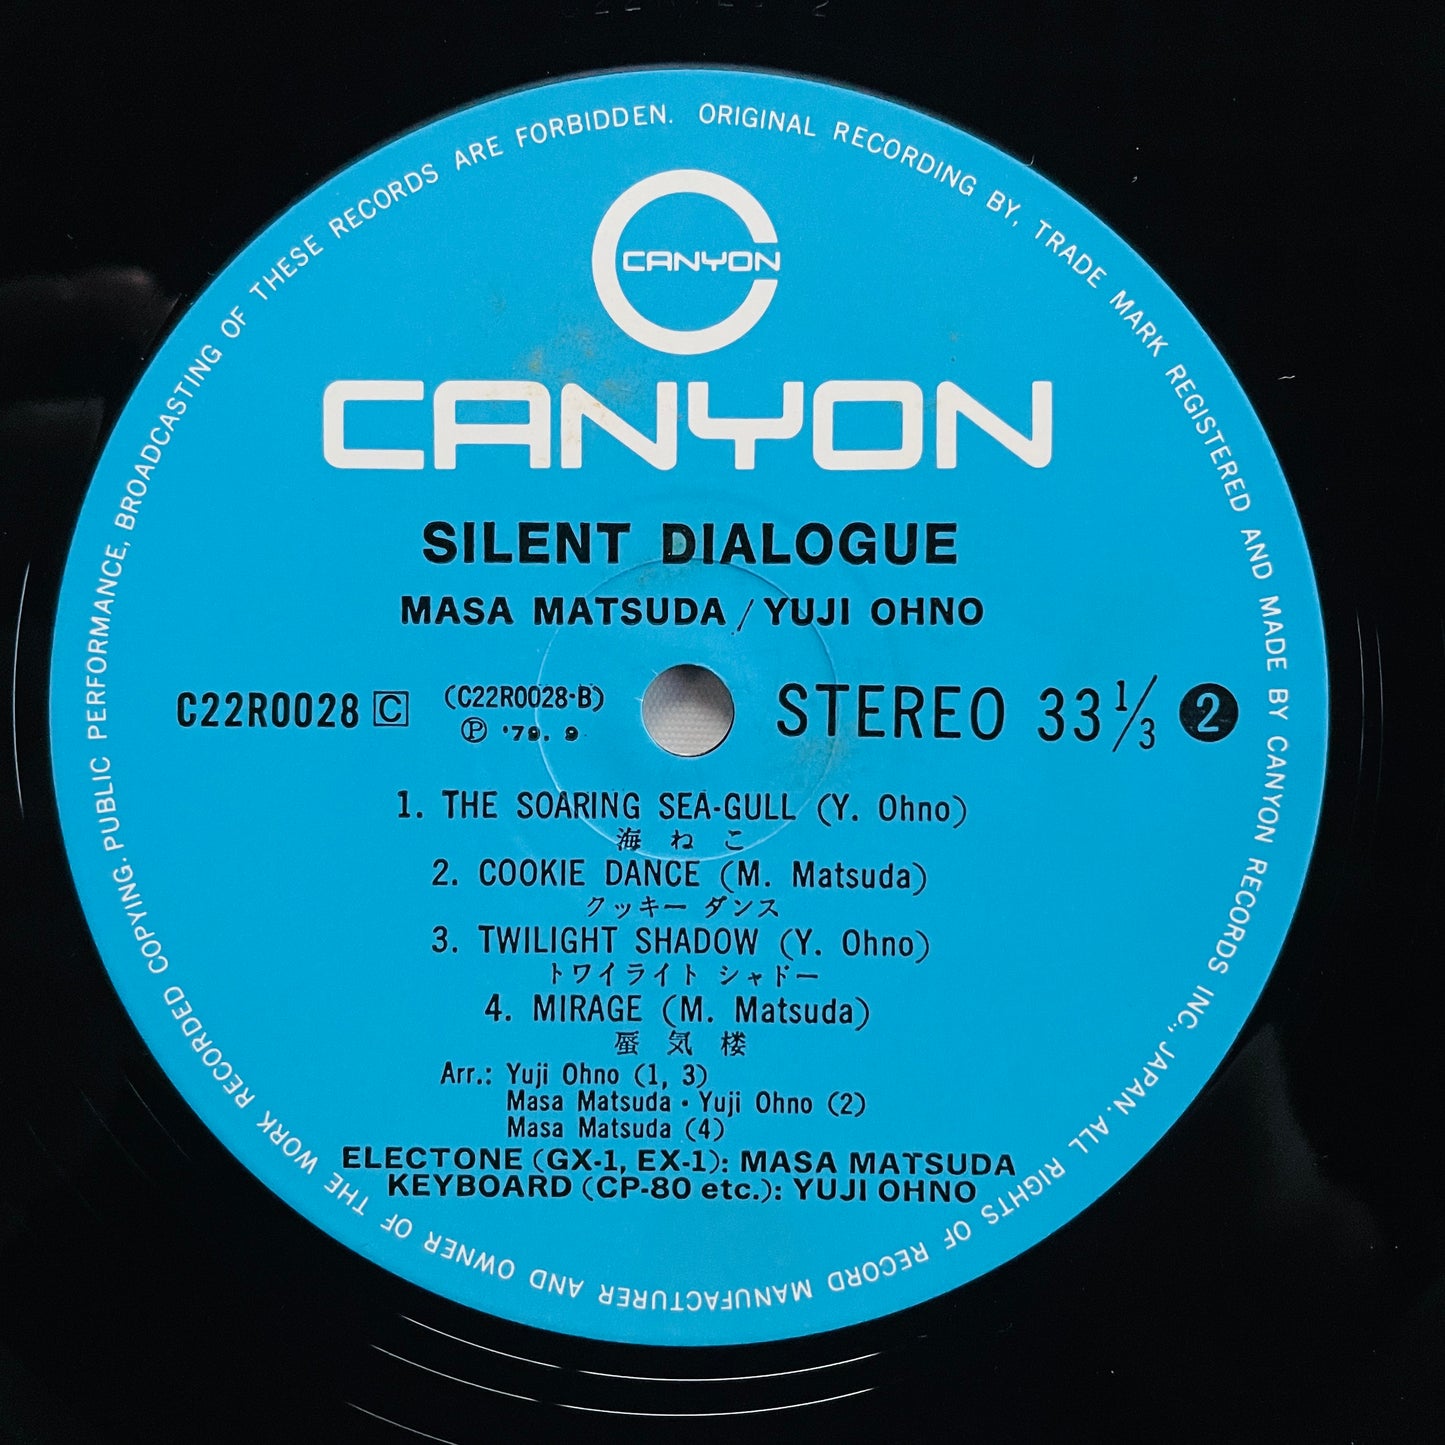 ORIGINAL RECORDING BY, TRADE MARK REGISTERED AND MADE BY CANYON RECORDS INC., JAPAN. ALL RIGHTS OF RECORD MANUFACTURER AND OWNER OF THE WORK RECORDED COPYING. PUBLIC PERFORMANCE, BROADCASTING OF THESE RECORDS ARE FORBIDDEN.
CANYON
CANYON
SILENT DIALOGUE
MASA MATSUDA / YUJI OHNO
C22R0028 C (C22R0028-B) STEREO 33 1/3 2
Ⓟ '79. 9
1. THE SOARING SEA-GULL (Y. Ohno)
海ねこ
2. COOKIE DANCE (M. Matsuda)
クッキー ダンス
3. TWILIGHT SHADOW (Y. Ohno)
トワイライト シャドー
4. MIRAGE (M. Matsuda)
蜃気楼
Arr.: Yuji Ohno (1, 3)
Masa Matsuda・Yuji Ohno (2)
Masa Matsuda (4)
ELECTONE (GX-1, EX-1): MASA MATSUDA
KEYBOARD (CP-80 etc.): YUJI OHNO